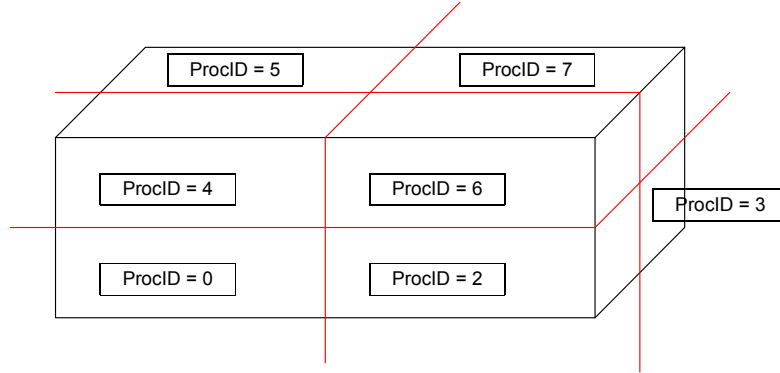 ProcID = 5
ProcID = 7
ProcID = 4
ProcID = 6
ProcID = 3
ProcID = 0
ProcID = 2